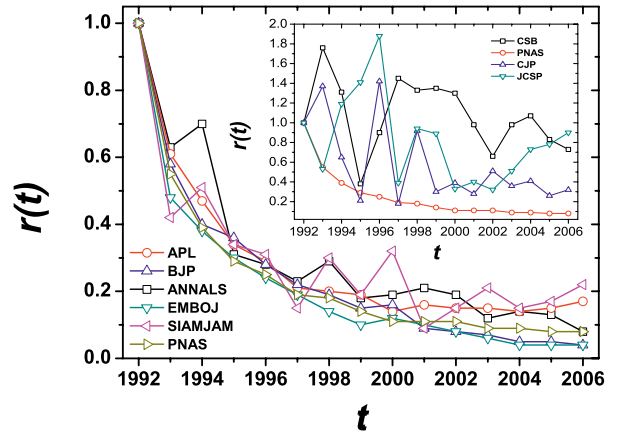 r(t)
1.0
0.8
0.6
0.4
0.2
0.0
1992 1994 1996 1998 2000 2002 2004 2006
t
APL
BJP
ANNALS
EMBOJ
SIAMJAM
PNAS
r(t)
2.0
1.8
1.6
1.4
1.2
1.0
0.8
0.6
0.4
0.2
1992 1994 1996 1998 2000 2002 2004 2006
t
CSB
PNAS
CJP
JCSP